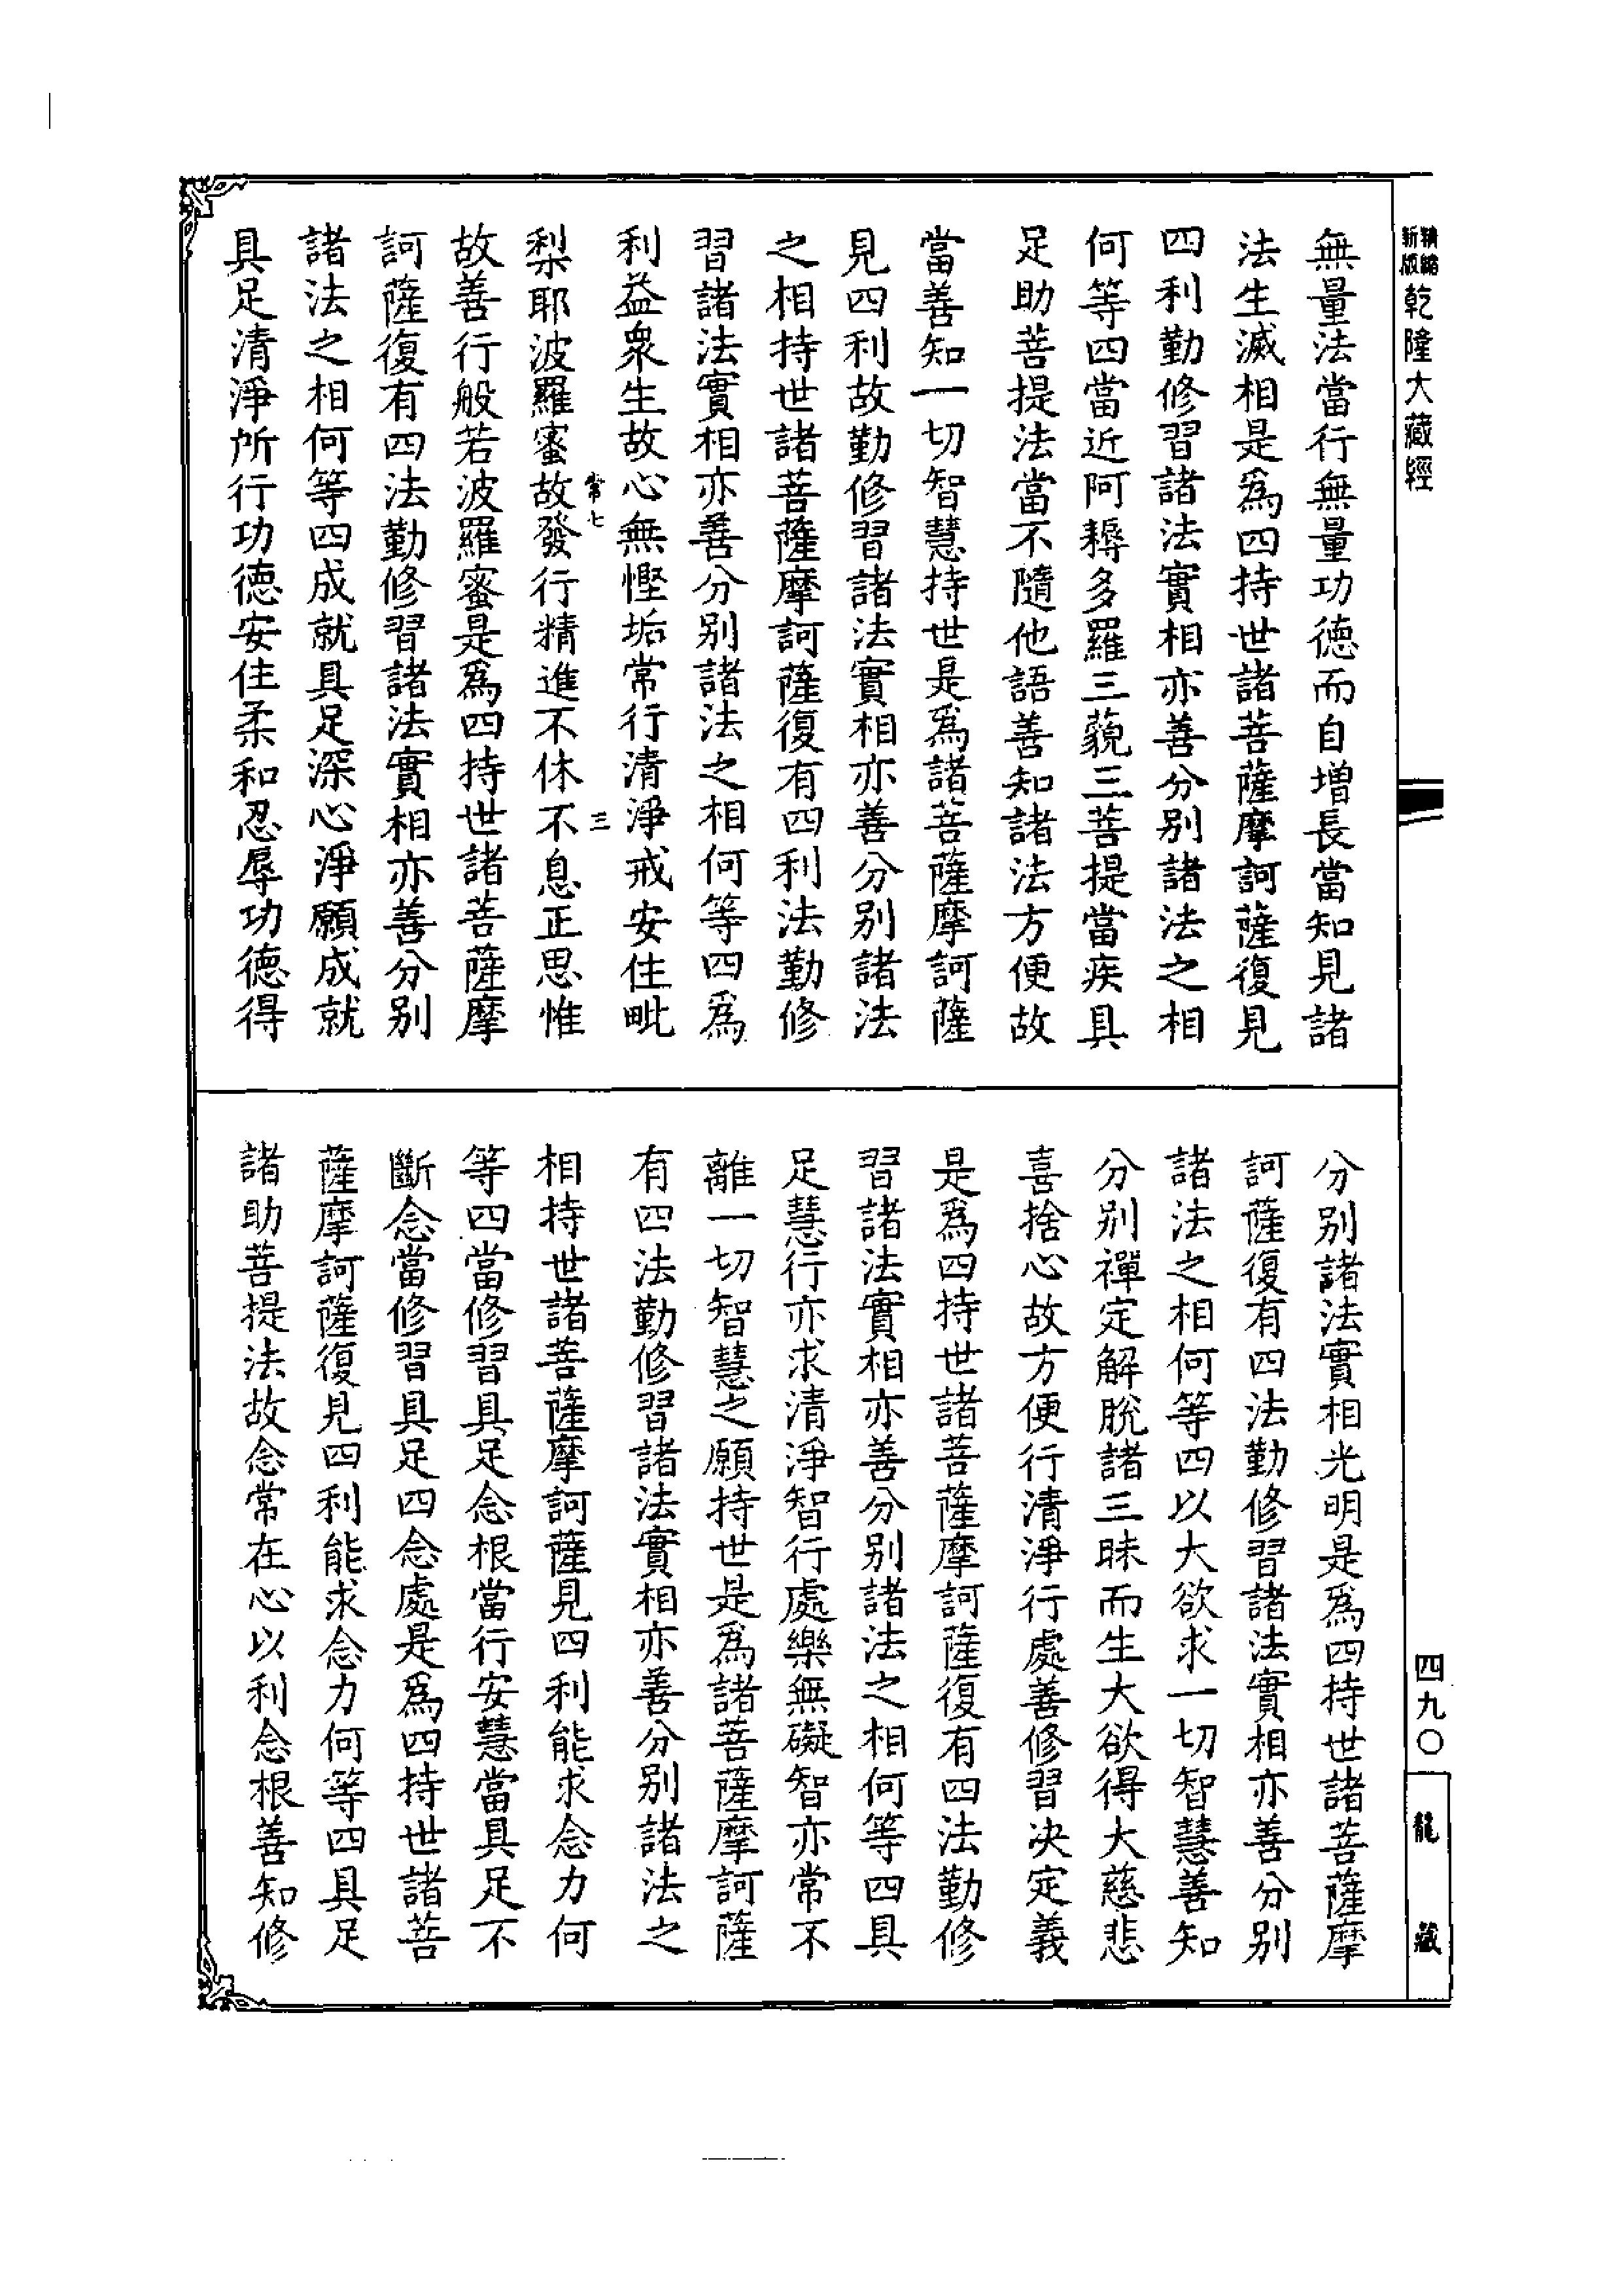 新版精縮乾隆大藏經
無量法當行無量功德而自增長當知見諸
法生滅相是爲四持世諸菩薩摩訶薩復見
四利勤修習諸法實相亦善分別諸法之相
何等四當近阿耨多羅三藐三菩提當疾具
足助菩提法當不隨他語善知諸法方便故
當善知一切智慧持世是爲諸菩薩摩訶薩
見四利故勤修習諸法實相亦善分別諸法
之相持世諸菩薩摩訶薩復有四利法勤修
習諸法實相亦善分別諸法之相何等四爲
利益衆生故心無慳垢常行清淨戒安住毗
常七 三
梨耶波羅蜜故發行精進不休不息正思惟
故善行般若波羅蜜是爲四持世諸菩薩摩
訶薩復有四法勤修習諸法實相亦善分別
諸法之相何等四成就具足深心淨願成就
具足清淨所行功德安住柔和忍辱功德得
分別諸法實相光明是爲四持世諸菩薩摩
訶薩復有四法勤修習諸法實相亦善分別
諸法之相何等四以大欲求一切智慧善知
分別禪定解脫諸三昧而生大欲得大慈悲
喜捨心故方便行清淨行處善修習决定義
是爲四持世諸菩薩摩訶薩復有四法勤修
習諸法實相亦善分別諸法之相何等四具
足慧行亦求清淨智行處樂無礙智亦常不
離一切智慧之願持世是爲諸菩薩摩訶薩
有四法勤修習諸法實相亦善分別諸法之
相持世諸菩薩摩訶薩見四利能求念力何
等四當修習具足念根當行安慧當具足不
斷念當修習具足四念處是爲四持世諸菩
薩摩訶薩復見四利能求念力何等四具足
諸助菩提法故念常在心以利念根善知修
四九〇
龍藏